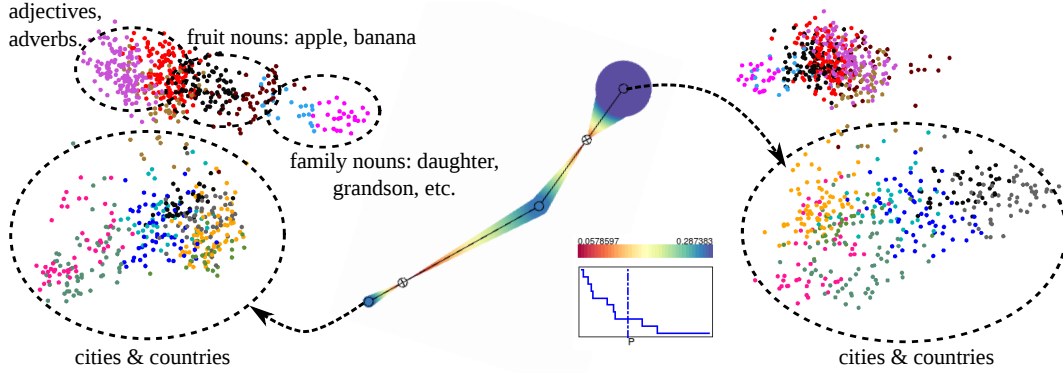 adjectives,
adverbs.
fruit nouns: apple, banana
family nouns: daughter,
grandson, etc.
0.0578597
0.287383
P
cities & countries
cities & countries